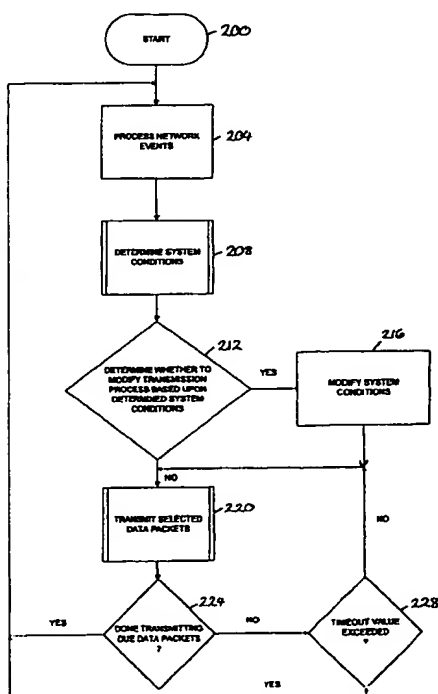 START
200
PROCESS NETWORK
EVENTS
204
DETERMINE SYSTEM
CONDITIONS
208
212
DETERMINE WHETHER TO
MODIFY TRANSMISSION
PROCESS BASED UPON
DETERMINED SYSTEM
CONDITIONS
YES
216
MODIFY SYSTEM
CONDITIONS
NO
TRANSMIT SELECTED
DATA PACKETS
220
NO
224
YES
DONE TRANSMITTING
DUE DATA PACKETS
?
NO
TIMEOUT VALUE
EXCEEDED
?
228
YES